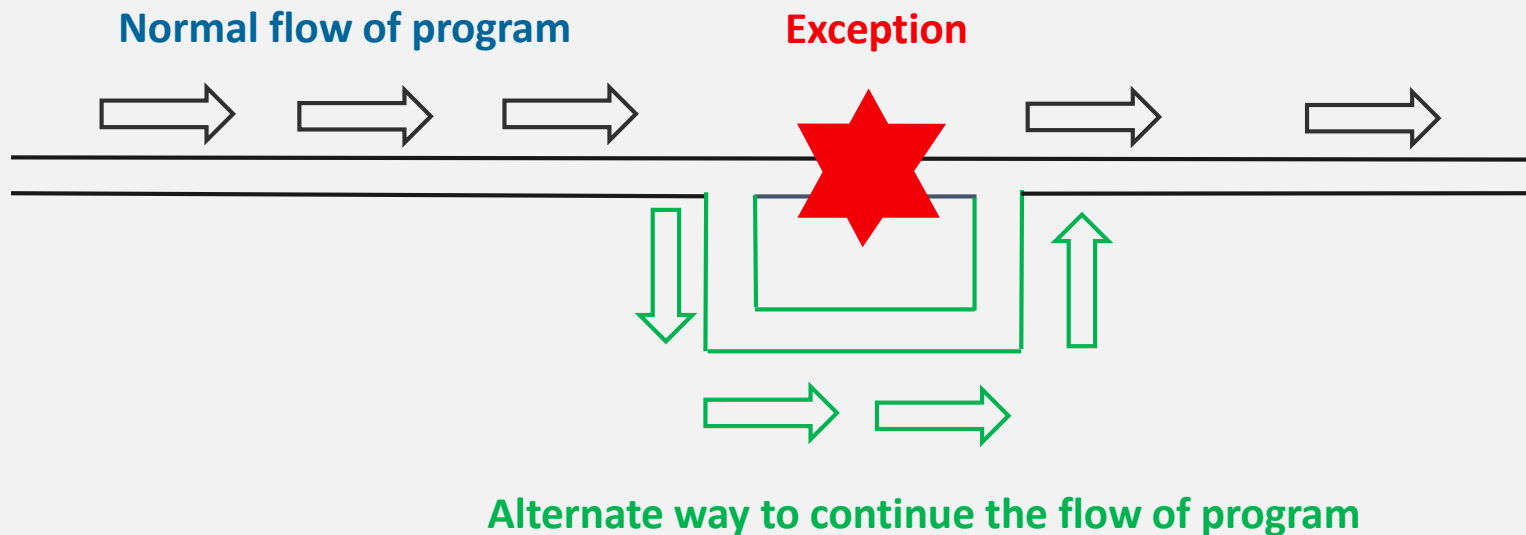 Normal flow of program
Exception
Alternate way to continue the flow of program